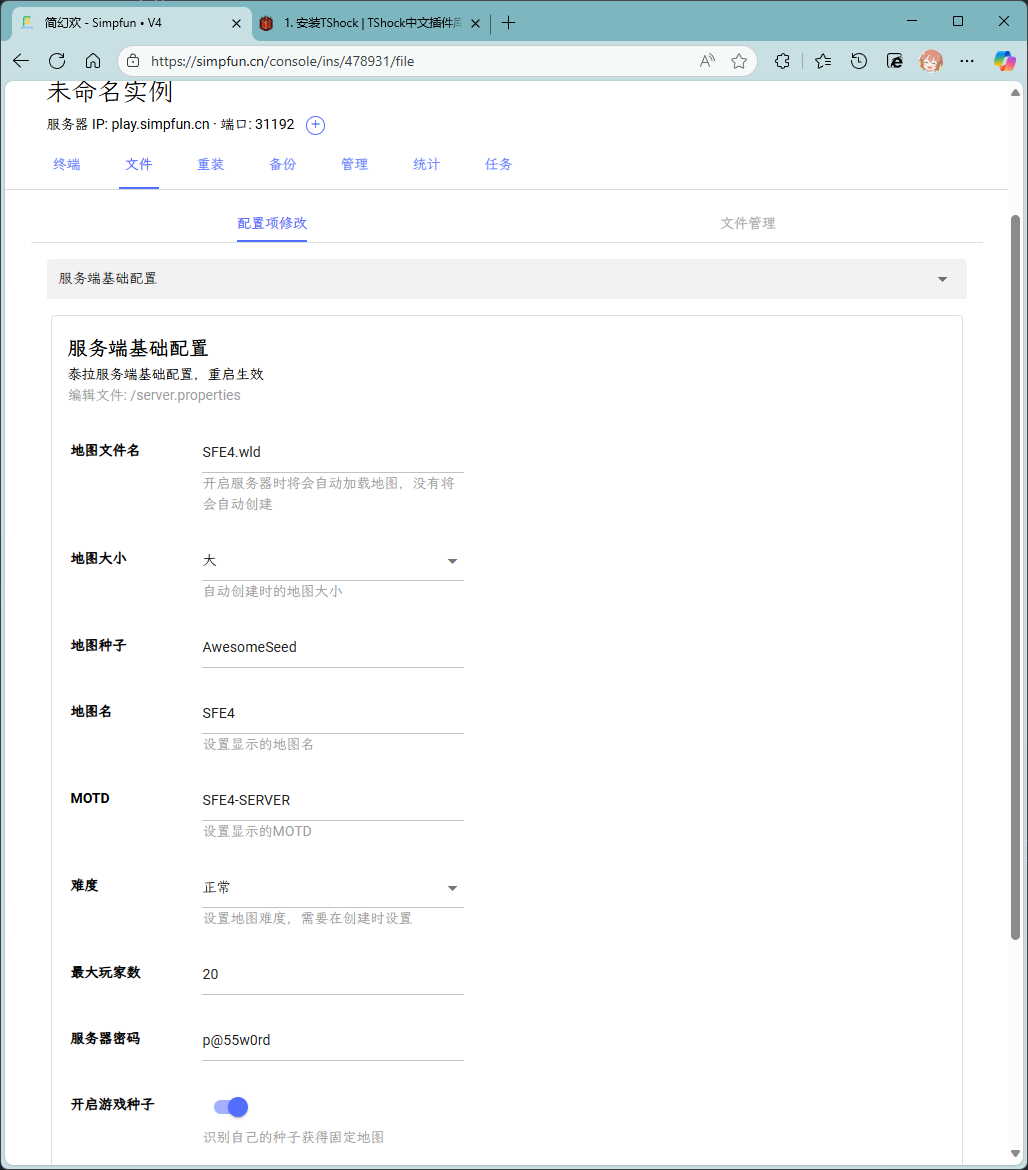 简幻欢 - Simpfun • V4
1. 安装TShock | TShock中文插件库
https://simpfun.cn/console/ins/478931/file
未命名实例
服务器 IP: play.simpfun.cn · 端口: 31192
终端 文件 重装 备份 管理 统计 任务
配置项修改 文件管理
服务端基础配置
服务端基础配置
泰拉服务端基础配置，重启生效
编辑文件: /server.properties
地图文件名 SFE4.wld
开启服务器时将会自动加载地图，没有将
会自动创建
地图大小 大
自动创建时的地图大小
地图种子 AwesomeSeed
地图名 SFE4
设置显示的地图名
MOTD SFE4-SERVER
设置显示的MOTD
难度 正常
设置地图难度，需要在创建时设置
最大玩家数 20
服务器密码 p@55w0rd
开启游戏种子
识别自己的种子获得固定地图